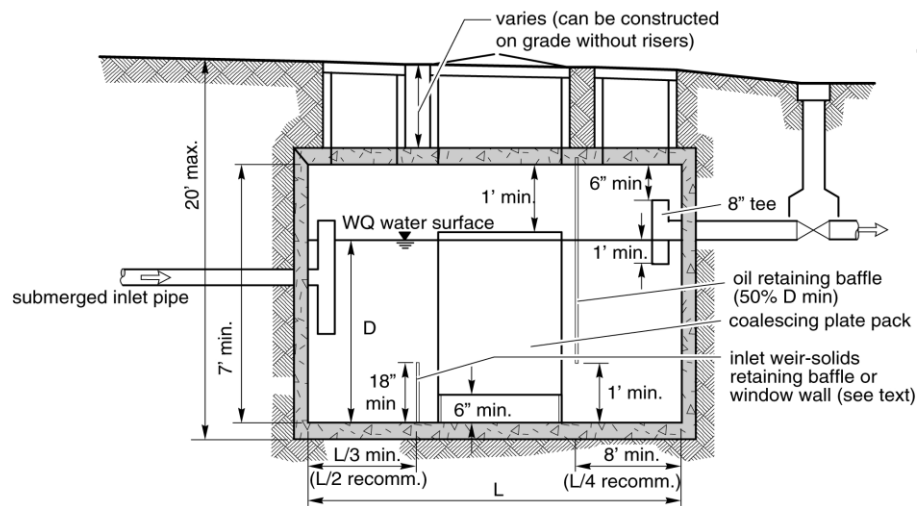 varies (can be constructed
on grade without risers)
20’ max.
7’ min.
1’ min.
6” min
8” tee
WQ water surface
1’ min.
submerged inlet pipe
D
oil retaining baffle
(50% D min)
coalescing plate pack
inlet weir-solids
retaining baffle or
window wall (see text)
18”
min
6” min.
1’ min.
L/3 min.
(L/2 recomm.)
8’ min.
(L/4 recomm.)
L